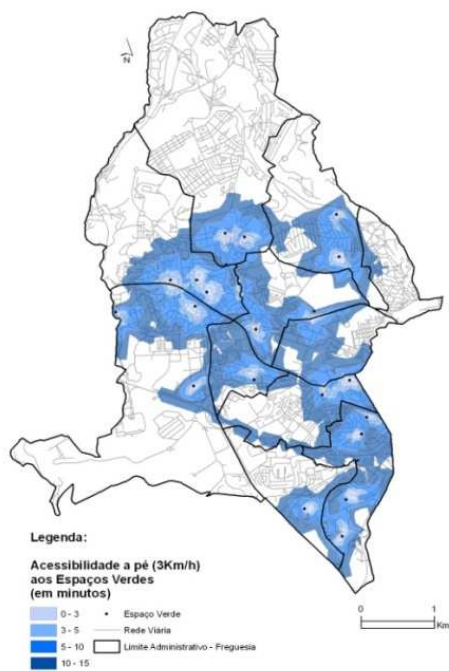 N
Legenda:
Acessibilidade a pé (3Km/h)
aos Espaços Verdes
(em minutos)
0 - 3
3 - 5
5 - 10
10 - 15
Espaço Verde
Rede Viária
Limite Administrativo - Freguesia
0 1
Km